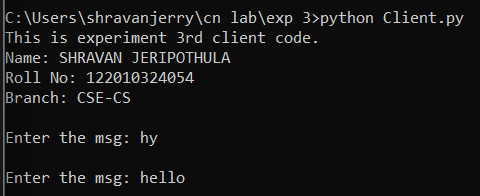 C:\Users\shravanjerry\cn lab\exp 3>python Client.py
This is experiment 3rd client code.
Name: SHRAVAN JERIPOTHULA
Roll No: 122010324054
Branch: CSE-CS
Enter the msg: hy
Enter the msg: hello